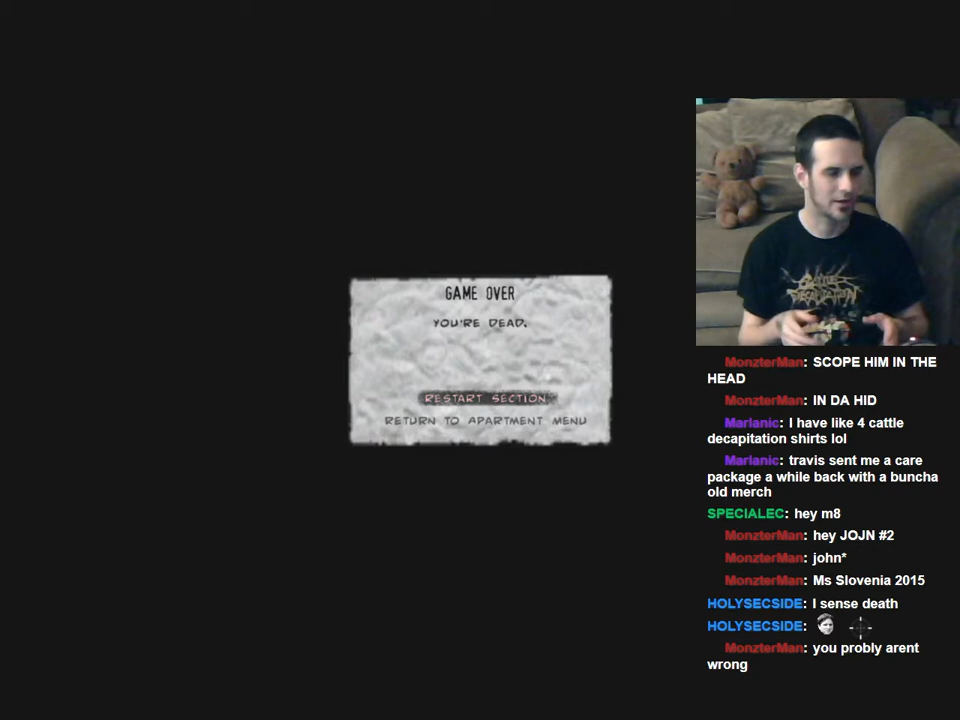 GAME OVER
YOU'RE DEAD.
RESTART SECTION
RETURN TO APARTMENT MENU
CATTLE
DECAPITATION
MonzterMan: SCOPE HIM IN THE
HEAD
MonzterMan: IN DA HID
Marlanic: I have like 4 cattle
decapitation shirts lol
Marlanic: travis sent me a care
package a while back with a buncha
old merch
SPECIALEC: hey m8
MonzterMan: hey JOJN #2
MonzterMan: john*
MonzterMan: Ms Slovenia 2015
HOLYSECSIDE: I sense death
HOLYSECSIDE:
MonzterMan: you probly arent
wrong